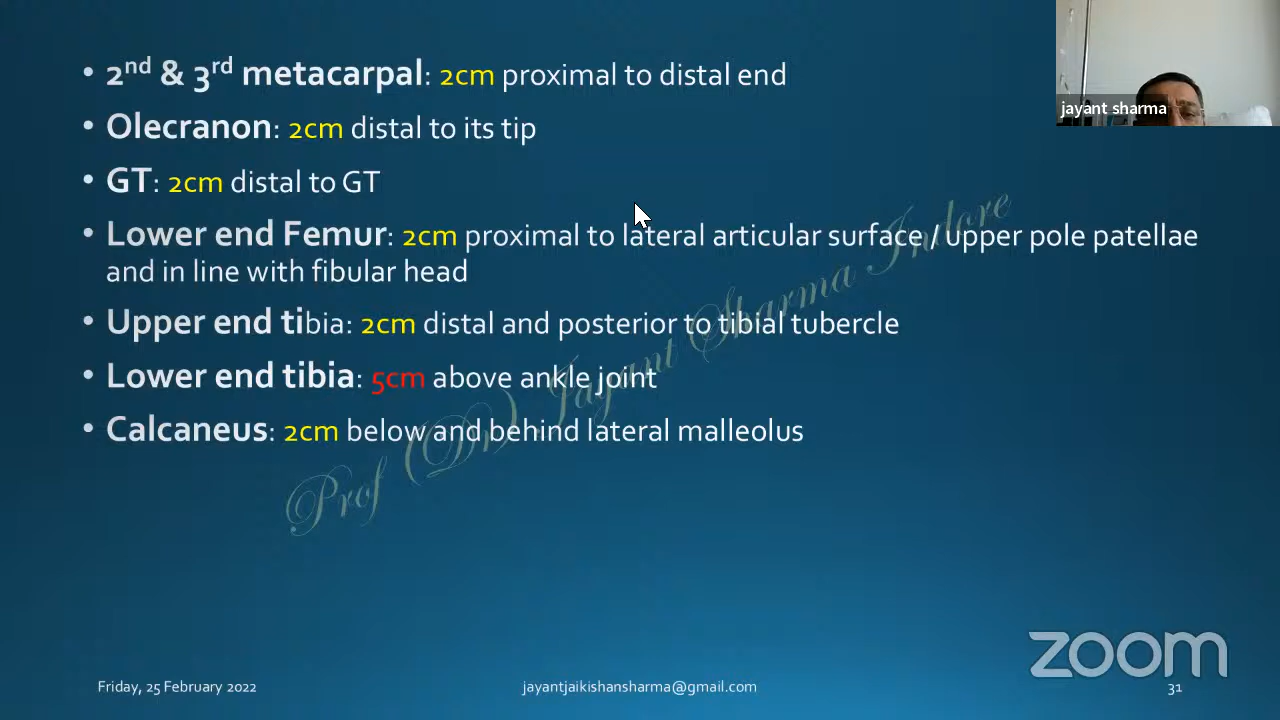 • 2nd & 3rd metacarpal: 2cm proximal to distal end
jayant sharma
• Olecranon: 2cm distal to its tip
• GT: 2cm distal to GT
• Lower end Femur: 2cm proximal to lateral articular surface / upper pole patellae
and in line with fibular head
• Upper end tibia: 2cm distal and posterior to tibial tubercle
• Lower end tibia: 5cm above ankle joint
• Calcaneus: 2cm below and behind lateral malleolus
Prof (Dr) Jayant Sharma Indore
zoom
Friday, 25 February 2022
jayantjaikishansharma@gmail.com
31